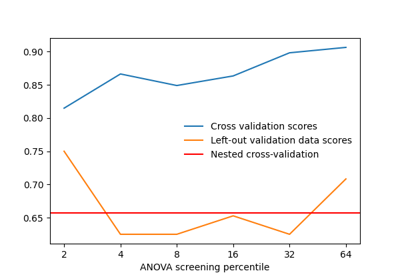 0.90
0.85
0.80
0.75
0.70
0.65
Cross validation scores
Left-out validation data scores
Nested cross-validation
2 4 8 16 32 64
ANOVA screening percentile